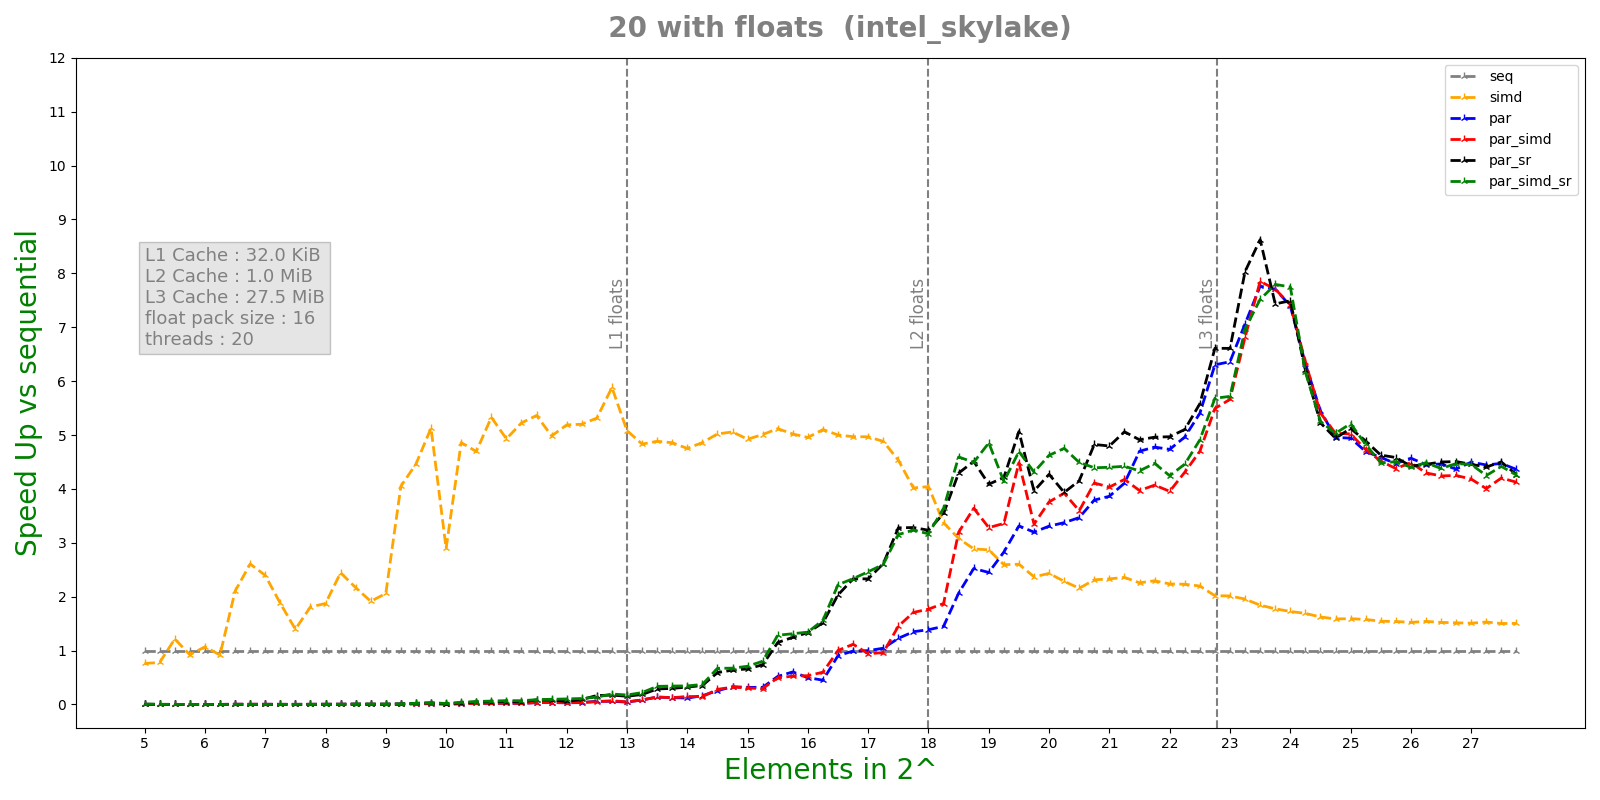 20 with floats (intel_skylake)
Speed Up vs sequential
12
11
10
9
8
7
6
5
4
3
2
1
0
L1 Cache : 32.0 KiB
L2 Cache : 1.0 MiB
L3 Cache : 27.5 MiB
float pack size : 16
threads : 20
L1 floats
L2 floats
L3 floats
seq
simd
par
par_simd
par_sr
par_simd_sr
5 6 7 8 9 10 11 12 13 14 15 16 17 18 19 20 21 22 23 24 25 26 27
Elements in 2^